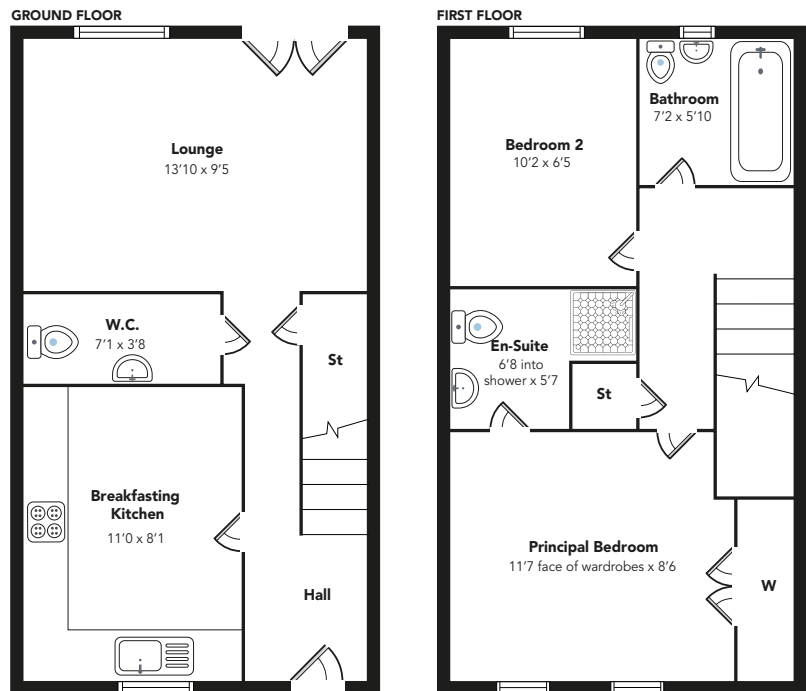 GROUND FLOOR
Lounge
13’10 x 9’5
W.C.
7’1 x 3’8
St
Breakfasting
Kitchen
11’0 x 8’1
Hall
FIRST FLOOR
Bathroom
7’2 x 5’10
Bedroom 2
10’2 x 6’5
En-Suite
6’8 into
shower x 5’7
St
Principal Bedroom
11’7 face of wardrobes x 8’6
W